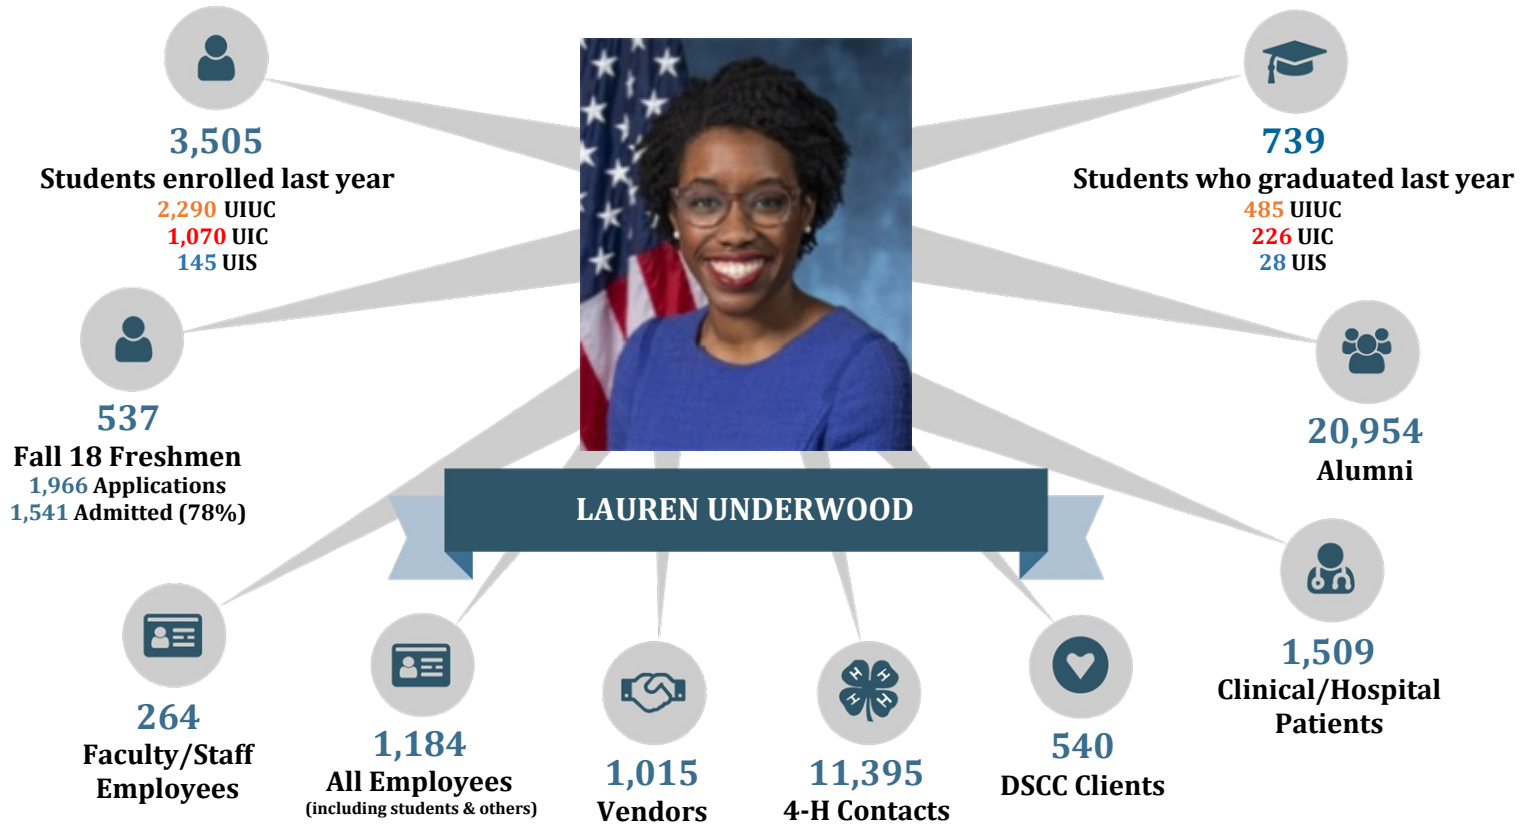 3,505
Students enrolled last year
2,290 UIUC
1,070 UIC
145 UIS
739
Students who graduated last year
485 UIUC
226 UIC
28 UIS
537
Fall 18 Freshmen
1,966 Applications
1,541 Admitted (78%)
20,954
Alumni
LAUREN UNDERWOOD
264
Faculty/Staff
Employees
1,184
All Employees
(including students & others)
1,015
Vendors
H H
H H
11,395
4-H Contacts
540
DSCC Clients
1,509
Clinical/Hospital
Patients